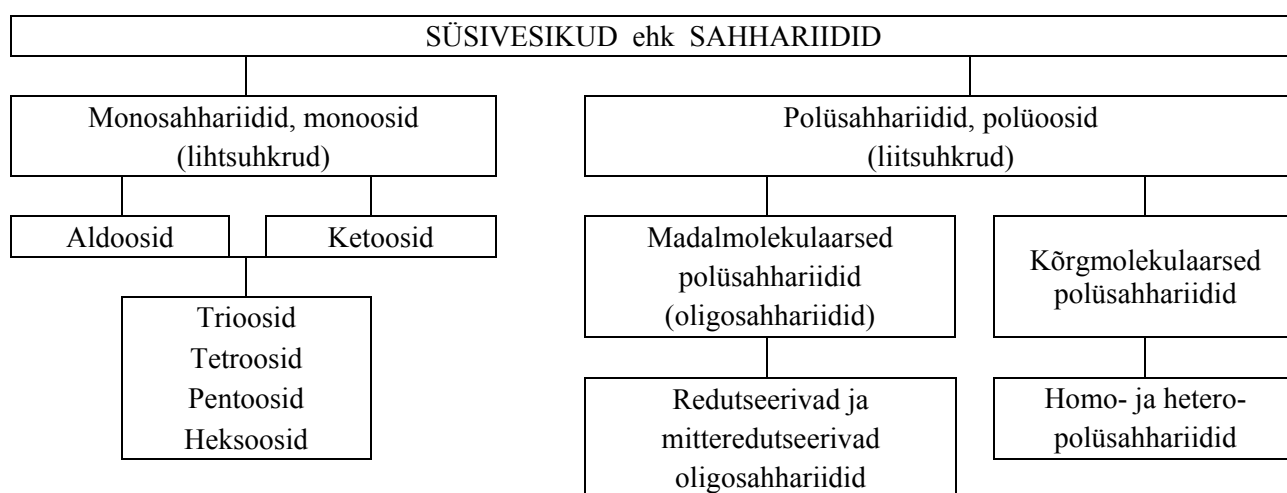 SÜSIVESIKUD ehk SAHHARIIDID
Monosahhariidid, monoosid
(lihtsuhkrud)
Polüsahhariidid, polüoosid
(liitsuhkrud)
Aldoosid
Ketoosid
Trioosid
Tetroosid
Pentoosid
Heksoosid
Madalmolekulaarsed
polüsahhariidid
(oligosahhariidid)
Kõrgmolekulaarsed
polüsahhariidid
Redutseerivad ja
mitteredutseerivad
oligosahhariidid
Homo- ja hetero-
polüsahhariidid